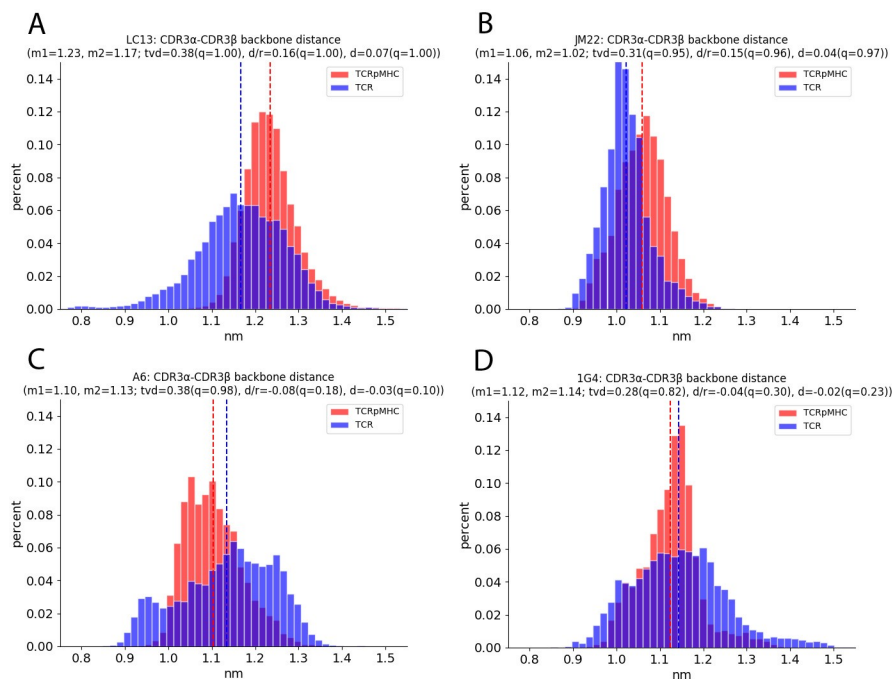 A
LC13: CDR3α-CDR3β backbone distance
(m1=1.23, m2=1.17; tvd=0.38(q=1.00), d/r=0.16(q=1.00), d=0.07(q=1.00))
TCRpMHC
TCR
0.14
0.12
0.10
0.08
0.06
0.04
0.02
0.00
percent
0.8 0.9 1.0 1.1 1.2 1.3 1.4 1.5
nm
B
JM22: CDR3α-CDR3β backbone distance
(m1=1.06, m2=1.02; tvd=0.31(q=0.95), d/r=0.15(q=0.96), d=0.04(q=0.97))
TCRpMHC
TCR
0.14
0.12
0.10
0.08
0.06
0.04
0.02
0.00
percent
0.8 0.9 1.0 1.1 1.2 1.3 1.4 1.5
nm
C
A6: CDR3α-CDR3β backbone distance
(m1=1.10, m2=1.13; tvd=0.38(q=0.98), d/r=-0.08(q=0.18), d=-0.03(q=0.10))
TCRpMHC
TCR
0.14
0.12
0.10
0.08
0.06
0.04
0.02
0.00
percent
0.8 0.9 1.0 1.1 1.2 1.3 1.4 1.5
nm
D
1G4: CDR3α-CDR3β backbone distance
(m1=1.12, m2=1.14; tvd=0.28(q=0.82), d/r=-0.04(q=0.30), d=-0.02(q=0.23))
TCRpMHC
TCR
0.14
0.12
0.10
0.08
0.06
0.04
0.02
0.00
percent
0.8 0.9 1.0 1.1 1.2 1.3 1.4 1.5
nm